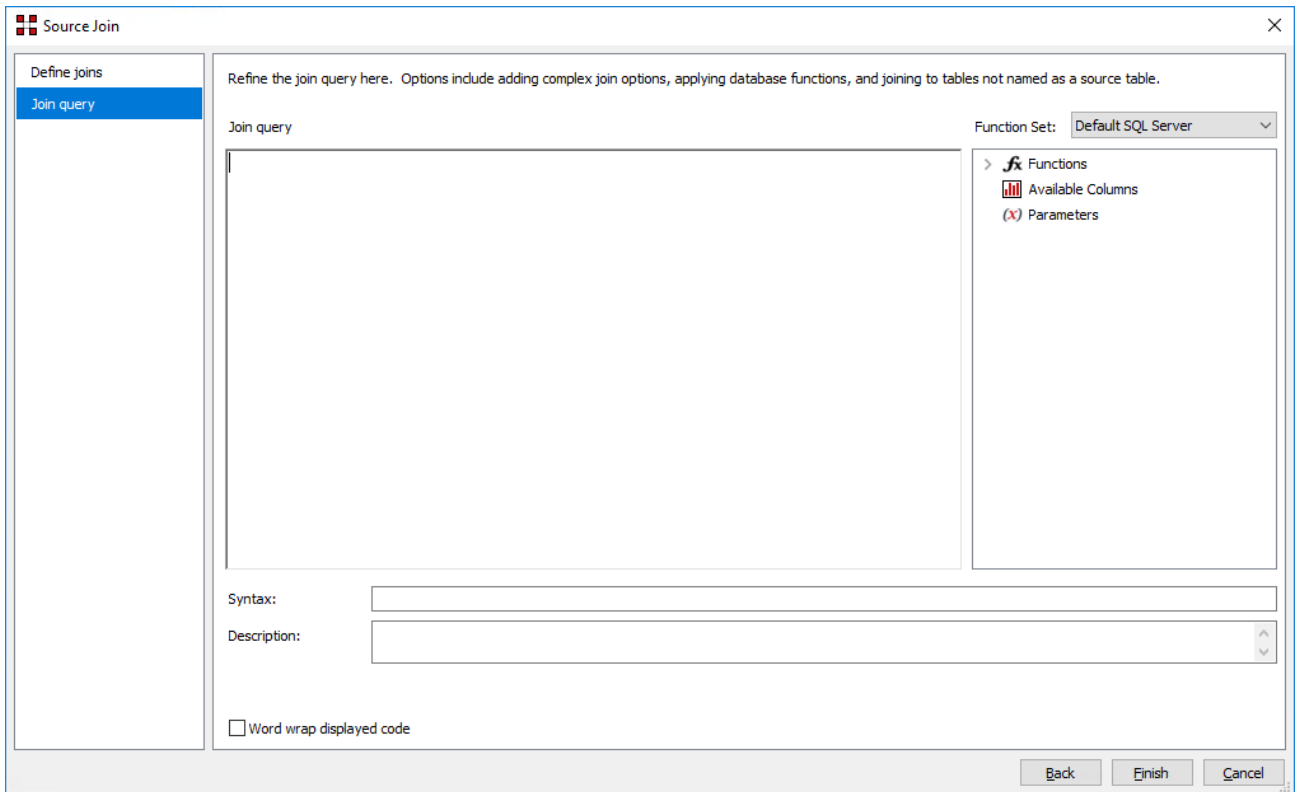 Source Join
Define joins
Join query
Refine the join query here.  Options include adding complex join options, applying database functions, and joining to tables not named as a source table.
Join query
Function Set: Default SQL Server
fx Functions
Available Columns
(x) Parameters
Syntax:
Description:
Word wrap displayed code
Back Finish Cancel